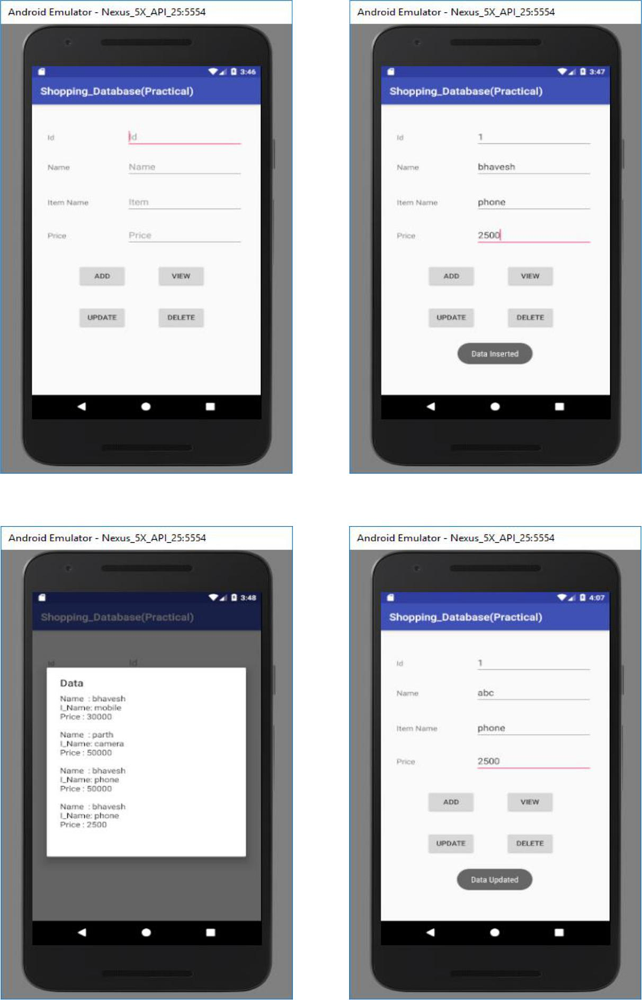 Android Emulator - Nexus_5X_API_25:5554
3:46
Shopping_Database(Practical)
Id Id
Name Name
Item Name Item
Price Price
ADD VIEW
UPDATE DELETE
Android Emulator - Nexus_5X_API_25:5554
3:47
Shopping_Database(Practical)
Id 1
Name bhavesh
Item Name phone
Price 2500
ADD VIEW
UPDATE DELETE
Data Inserted
Android Emulator - Nexus_5X_API_25:5554
3:48
Shopping_Database(Practical)
Id Id
Data
Name : bhavesh
I_Name: mobile
Price : 30000
Name : parth
I_Name: camera
Price : 50000
Name : bhavesh
I_Name: phone
Price : 50000
Name : bhavesh
I_Name: phone
Price : 2500
Android Emulator - Nexus_5X_API_25:5554
4:07
Shopping_Database(Practical)
Id 1
Name abc
Item Name phone
Price 2500
ADD VIEW
UPDATE DELETE
Data Updated